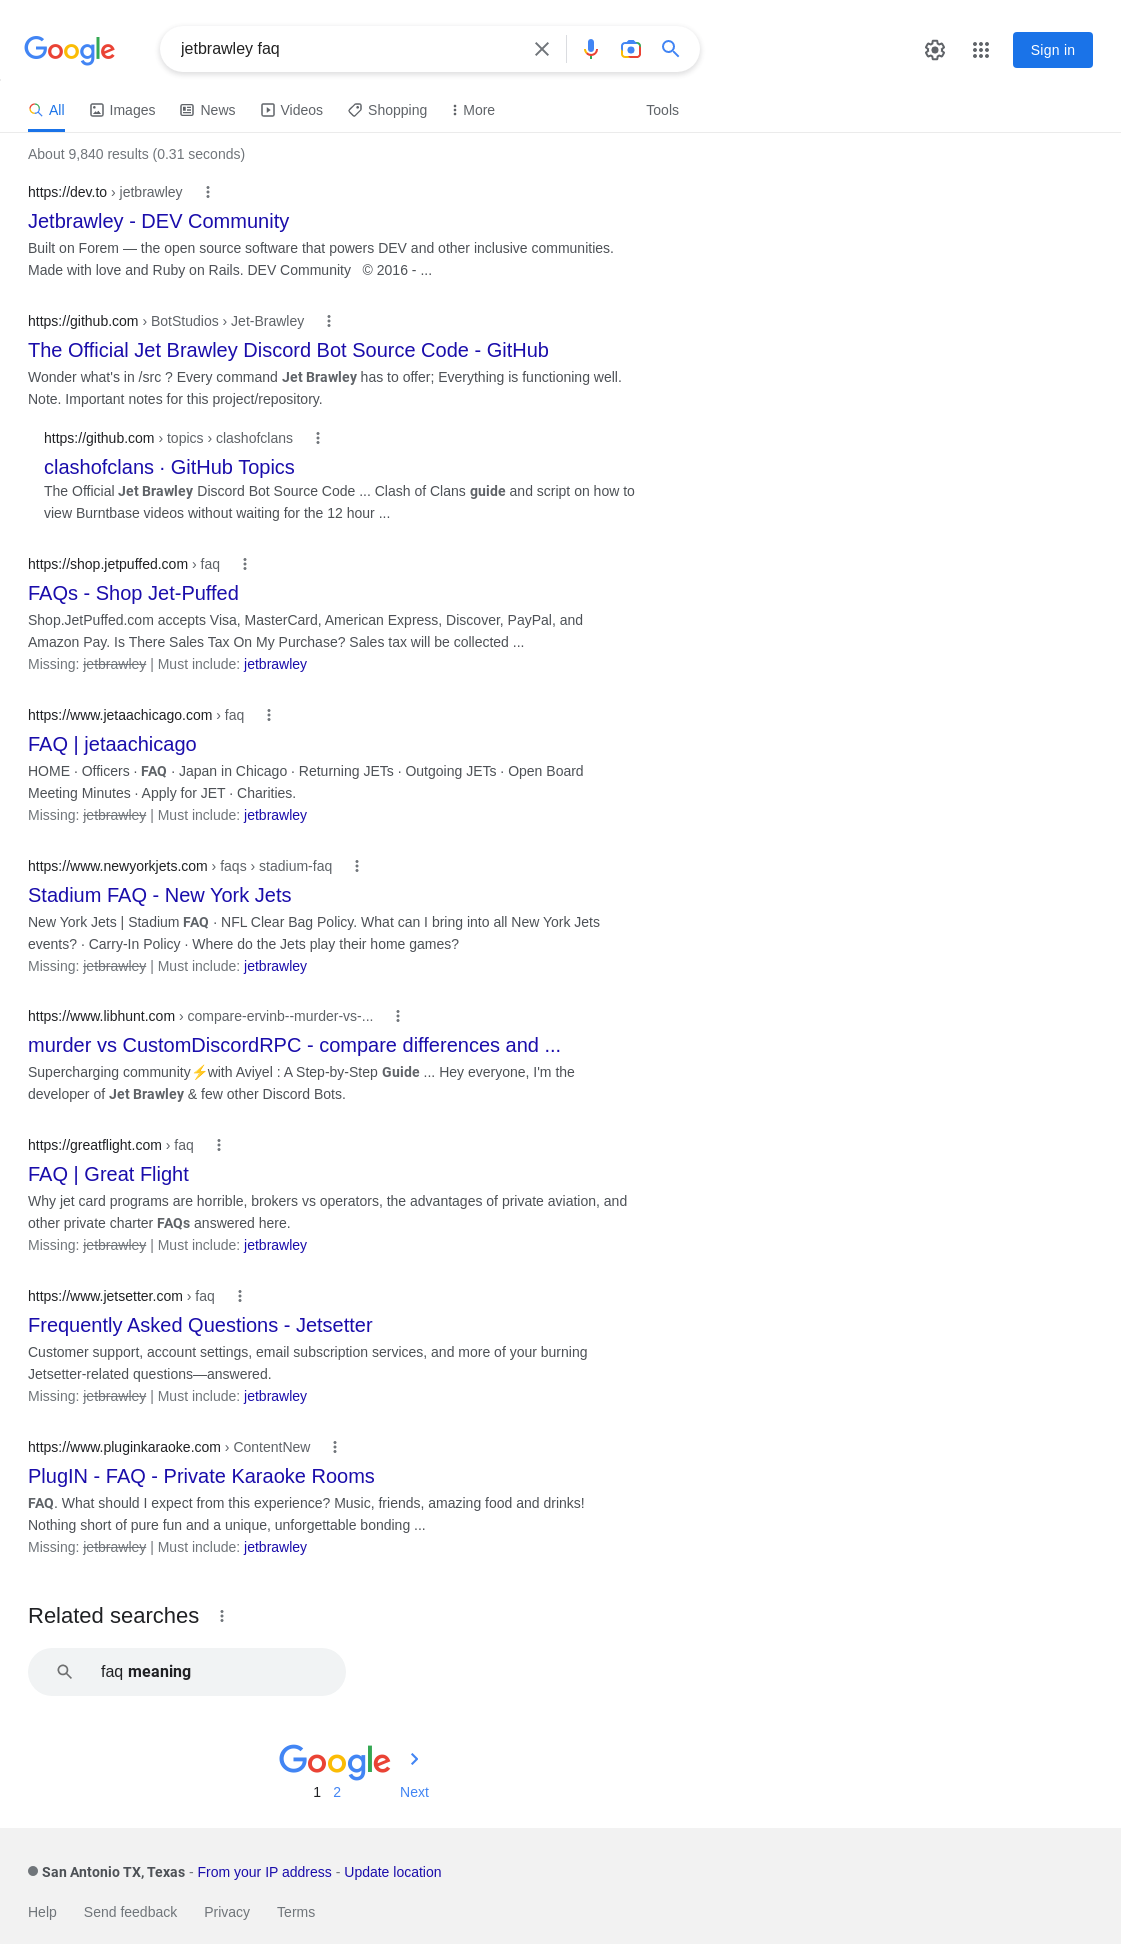 Google
jetbrawley faq
Sign in
All
Images
News
Videos
Shopping
More
Tools
About 9,840 results (0.31 seconds)
https://dev.to › jetbrawley
Jetbrawley - DEV Community
Built on Forem — the open source software that powers DEV and other inclusive communities.
Made with love and Ruby on Rails. DEV Community © 2016 - ...
https://github.com › BotStudios › Jet-Brawley
The Official Jet Brawley Discord Bot Source Code - GitHub
Wonder what's in /src ? Every command Jet Brawley has to offer; Everything is functioning well.
Note. Important notes for this project/repository.
https://github.com › topics › clashofclans
clashofclans · GitHub Topics
The Official Jet Brawley Discord Bot Source Code ... Clash of Clans guide and script on how to
view Burntbase videos without waiting for the 12 hour ...
https://shop.jetpuffed.com › faq
FAQs - Shop Jet-Puffed
Shop.JetPuffed.com accepts Visa, MasterCard, American Express, Discover, PayPal, and
Amazon Pay. Is There Sales Tax On My Purchase? Sales tax will be collected ...
Missing: jetbrawley | Must include: jetbrawley
https://www.jetaachicago.com › faq
FAQ | jetaachicago
HOME · Officers · FAQ · Japan in Chicago · Returning JETs · Outgoing JETs · Open Board
Meeting Minutes · Apply for JET · Charities.
Missing: jetbrawley | Must include: jetbrawley
https://www.newyorkjets.com › faqs › stadium-faq
Stadium FAQ - New York Jets
New York Jets | Stadium FAQ · NFL Clear Bag Policy. What can I bring into all New York Jets
events? · Carry-In Policy · Where do the Jets play their home games?
Missing: jetbrawley | Must include: jetbrawley
https://www.libhunt.com › compare-ervinb--murder-vs-...
murder vs CustomDiscordRPC - compare differences and ...
Supercharging community⚡with Aviyel : A Step-by-Step Guide ... Hey everyone, I'm the
developer of Jet Brawley & few other Discord Bots.
https://greatflight.com › faq
FAQ | Great Flight
Why jet card programs are horrible, brokers vs operators, the advantages of private aviation, and
other private charter FAQs answered here.
Missing: jetbrawley | Must include: jetbrawley
https://www.jetsetter.com › faq
Frequently Asked Questions - Jetsetter
Customer support, account settings, email subscription services, and more of your burning
Jetsetter-related questions—answered.
Missing: jetbrawley | Must include: jetbrawley
https://www.pluginkaraoke.com › ContentNew
PlugIN - FAQ - Private Karaoke Rooms
FAQ. What should I expect from this experience? Music, friends, amazing food and drinks!
Nothing short of pure fun and a unique, unforgettable bonding ...
Missing: jetbrawley | Must include: jetbrawley
Related searches
faq meaning
Google
1 2 Next
San Antonio TX, Texas - From your IP address - Update location
Help Send feedback Privacy Terms